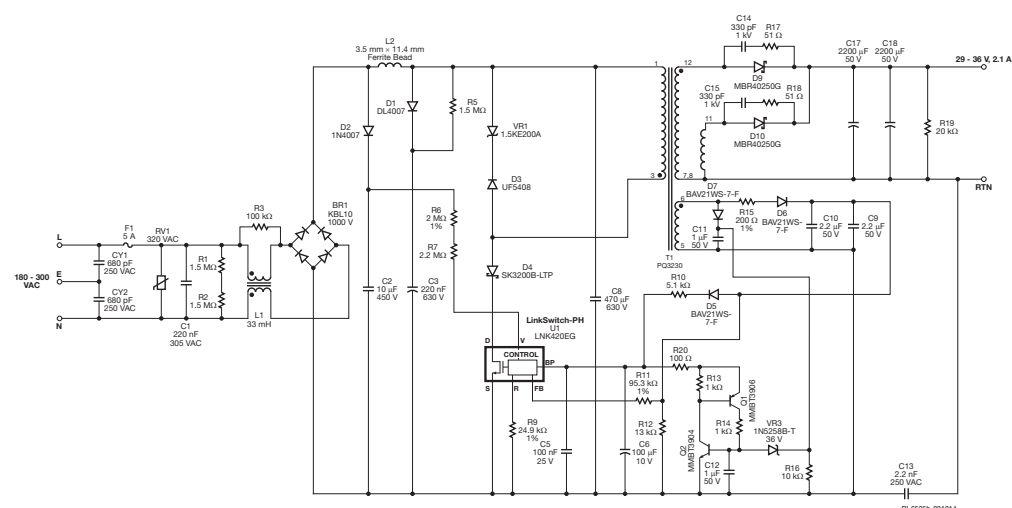 C14
330 pF
1 kV
R17
51 Ω
C17
2200 µF
50 V
C18
2200 µF
50 V
L2
3.5 mm × 11.4 mm
Ferrite Bead
1
12
29 - 36 V, 2.1 A
D9
MBR40250G
C15
330 pF
1 kV
R18
51 Ω
D1
DL4007
R5
1.5 MΩ
D2
1N4007
VR1
1.5KE200A
11
D10
MBR40250G
R19
20 kΩ
D3
UF5408
3
7,8
RTN
D7
BAV21WS-7-F
6
R15
200 Ω
1%
D6
BAV21WS-
7-F
C10
2.2 µF
50 V
C9
2.2 µF
50 V
C11
1 µF
50 V
5
T1
PQ3230
R3
100 kΩ
BR1
KBL10
1000 V
R6
2 MΩ
1%
R7
2.2 MΩ
F1
5 A
RV1
320 VAC
L
CY1
680 pF
250 VAC
R1
1.5 MΩ
180 - 300
VAC
E
CY2
680 pF
250 VAC
R2
1.5 MΩ
N
C1
220 nF
305 VAC
L1
33 mH
D4
SK3200B-LTP
C2
10 µF
450 V
C3
220 nF
630 V
C8
470 µF
630 V
R10
5.1 kΩ
D5
BAV21WS-
7-F
LinkSwitch-PH
U1
LNK420EG
D
V
CONTROL
BP
S
R
FB
R20
100 Ω
R11
95.3 kΩ
1%
R13
1 kΩ
Q1
MMBT3906
R9
24.9 kΩ
1%
R12
13 kΩ
R14
1 kΩ
VR3
1N5258B-T
36 V
Q2
MMBT3904
C5
100 nF
25 V
C6
100 µF
10 V
C12
1 µF
50 V
R16
10 kΩ
C13
2.2 nF
250 VAC